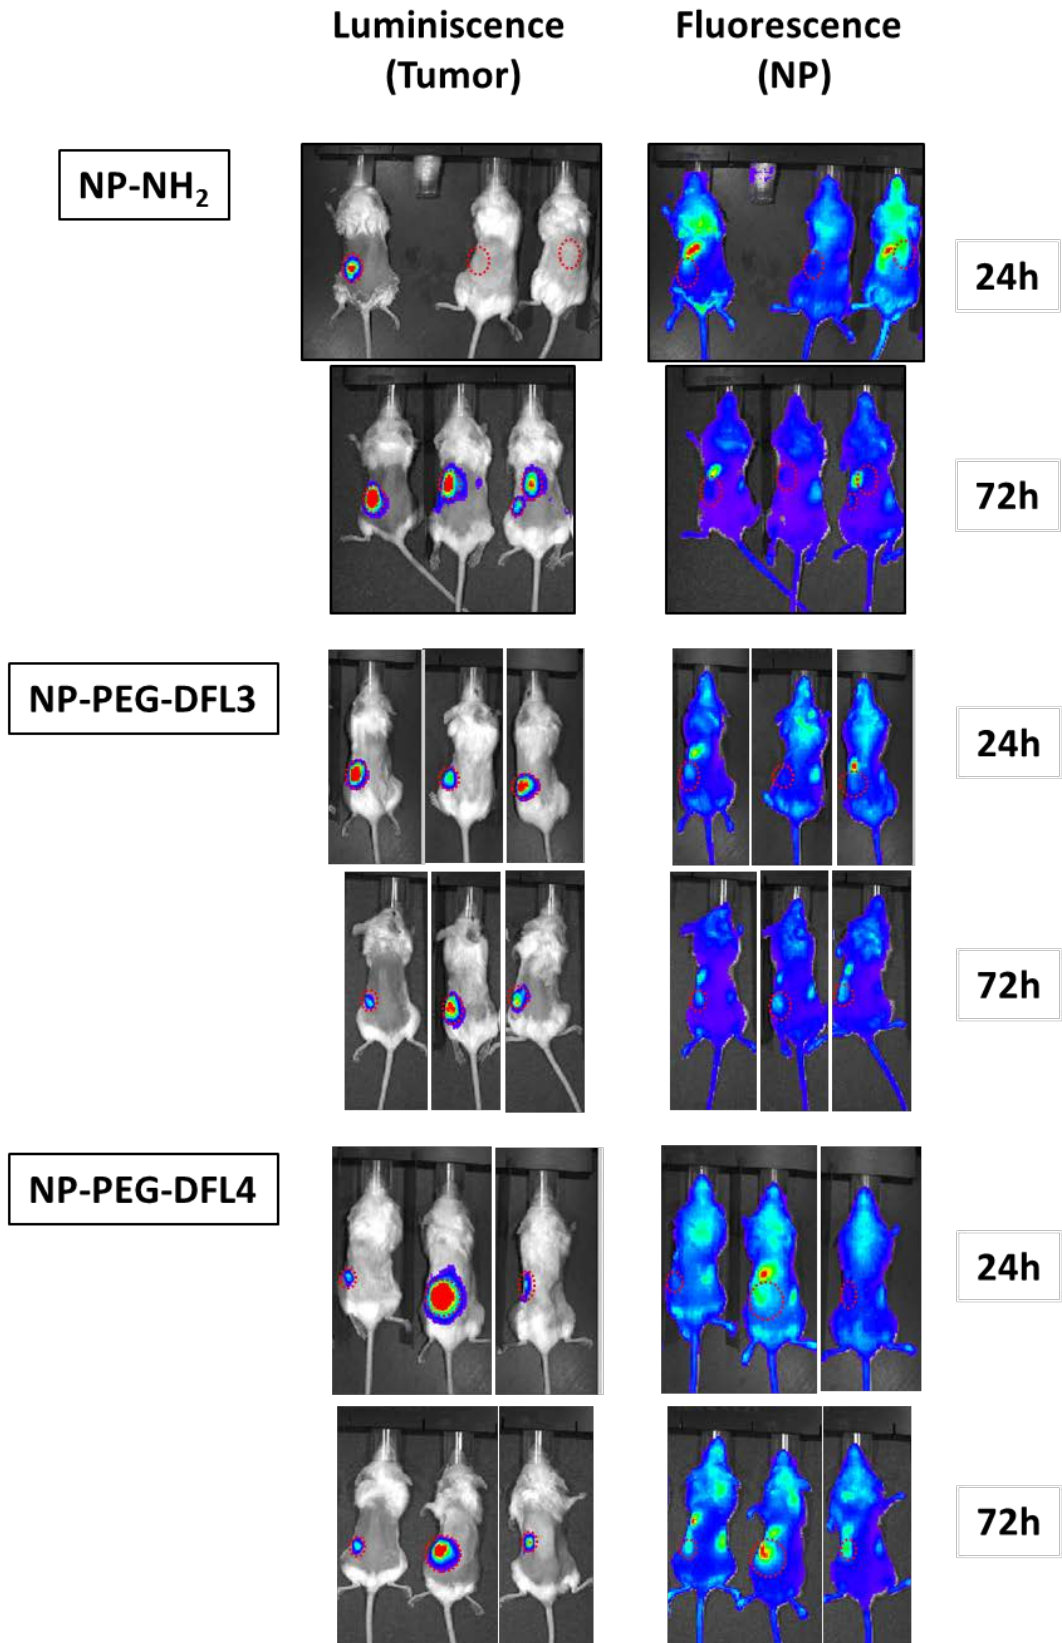 Luminiscence
(Tumor)
Fluorescence
(NP)
NP-NH₂
24h
72h
NP-PEG-DFL3
24h
72h
NP-PEG-DFL4
24h
72h